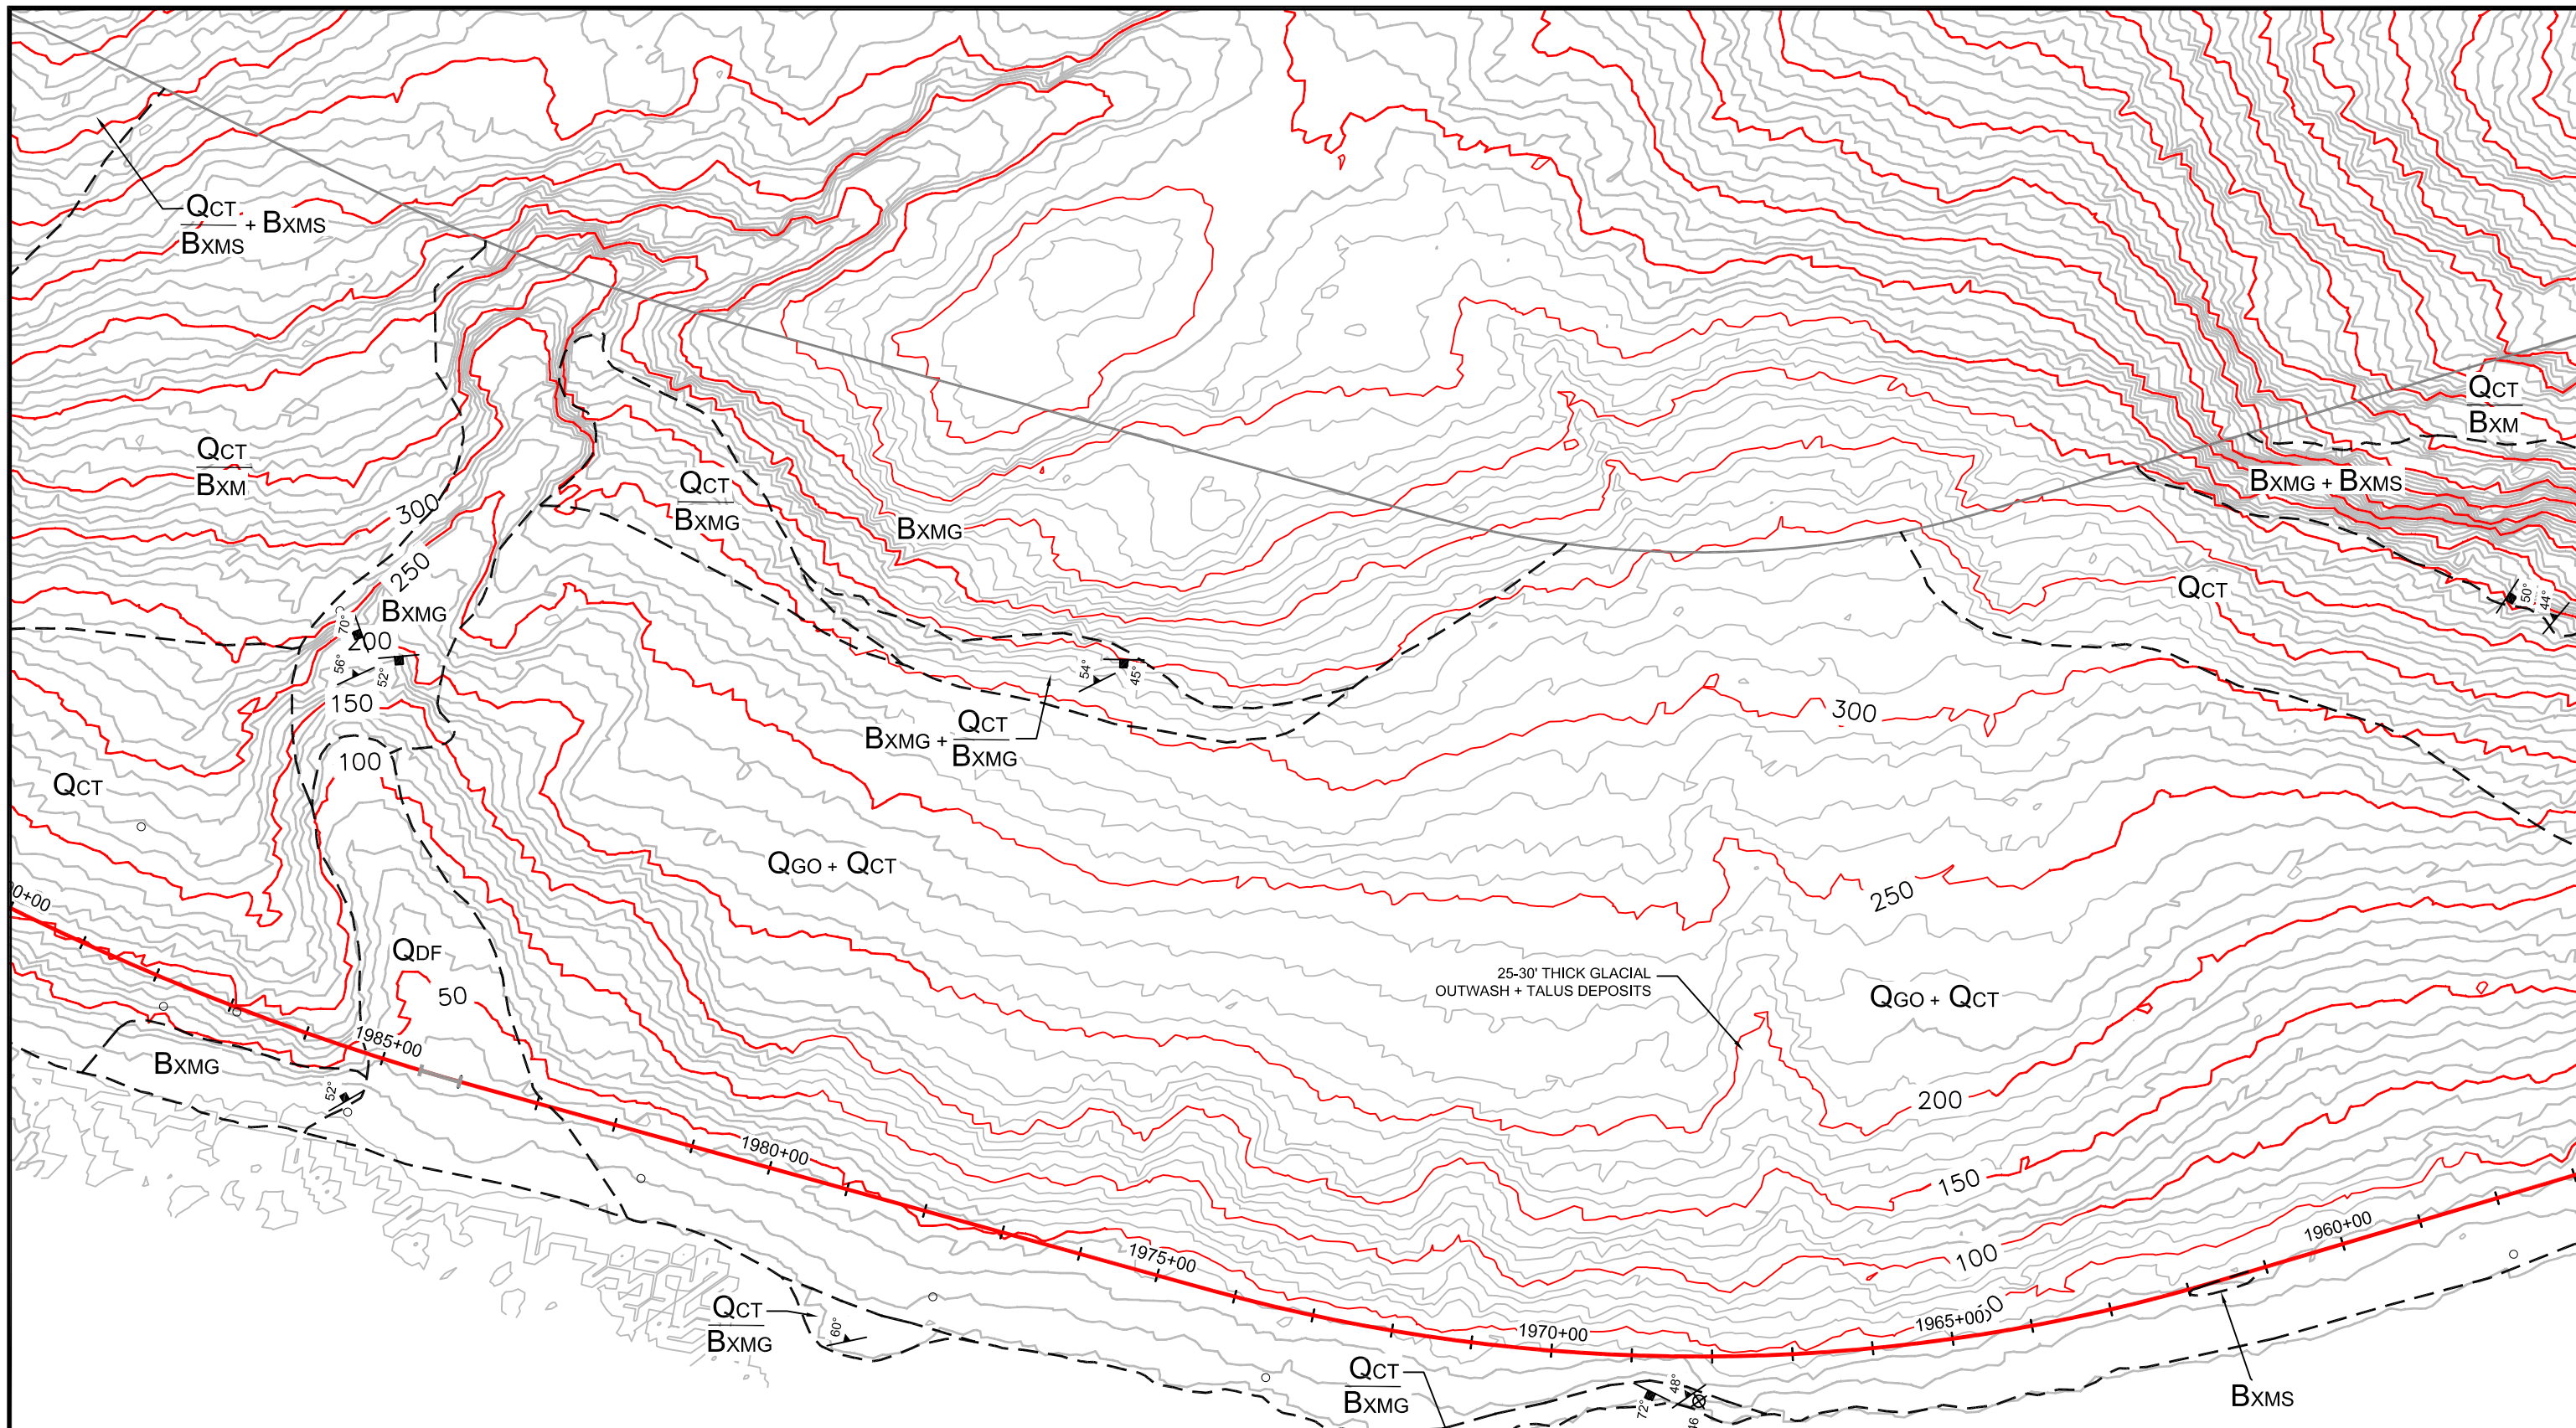 QCT
BXMS + BXMS
QCT
BXM
BXMG + BXMS
QCT
BXM
300
QCT
BXMG
BXMG
250
BXMG
QCT
50°
44°
70°
200
56°
52°
150
54°
45°
300
BXMG + QCT
BXMG
100
QCT
QGO + QCT
250
0+00
QDF
50
25-30' THICK GLACIAL
OUTWASH + TALUS DEPOSITS
QGO + QCT
1985+00
BXMG
52°
200
1980+00
150
1975+00
100
1960+00
QCT
BXMG
60°
1970+00
1965+00
QCT
BXMG
72°
48°
46
BXMS